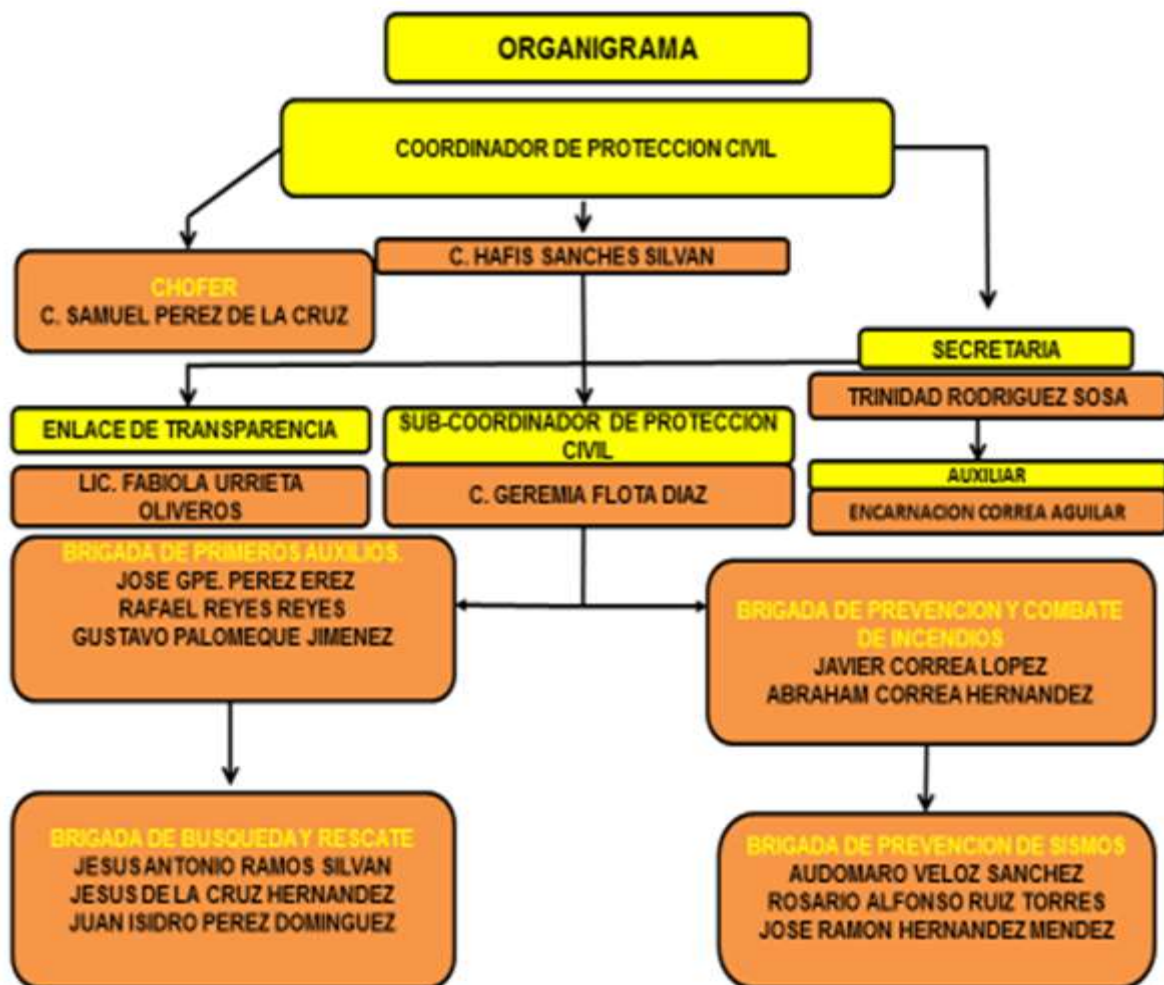 ORGANIGRAMA
COORDINADOR DE PROTECCION CIVIL
CHOFER
C. SAMUEL PEREZ DE LA CRUZ
C. HAFIS SANCHES SILVAN
SECRETARIA
TRINIDAD RODRIGUEZ SOSA
ENLACE DE TRANSPARENCIA
LIC. FABIOLA URRIETA
OLIVEROS
SUB-COORDINADOR DE PROTECCION
CIVIL
C. GEREMIA FLOTA DIAZ
AUXILIAR
ENCARNACION CORREA AGUILAR
BRIGADA DE PRIMEROS AUXILIOS.
JOSE GPE. PEREZ EREZ
RAFAEL REYES REYES
GUSTAVO PALOMEQUE JIMENEZ
BRIGADA DE PREVENCION Y COMBATE
DE INCENDIOS
JAVIER CORREA LOPEZ
ABRAHAM CORREA HERNANDEZ
BRIGADA DE BUSQUEDA Y RESCATE
JESUS ANTONIO RAMOS SILVAN
JESUS DE LA CRUZ HERNANDEZ
JUAN ISIDRO PEREZ DOMINGUEZ
BRIGADA DE PREVENCION DE SISMOS
AUDOMARO VELOZ SANCHEZ
ROSARIO ALFONSO RUIZ TORRES
JOSE RAMON HERNANDEZ MENDEZ